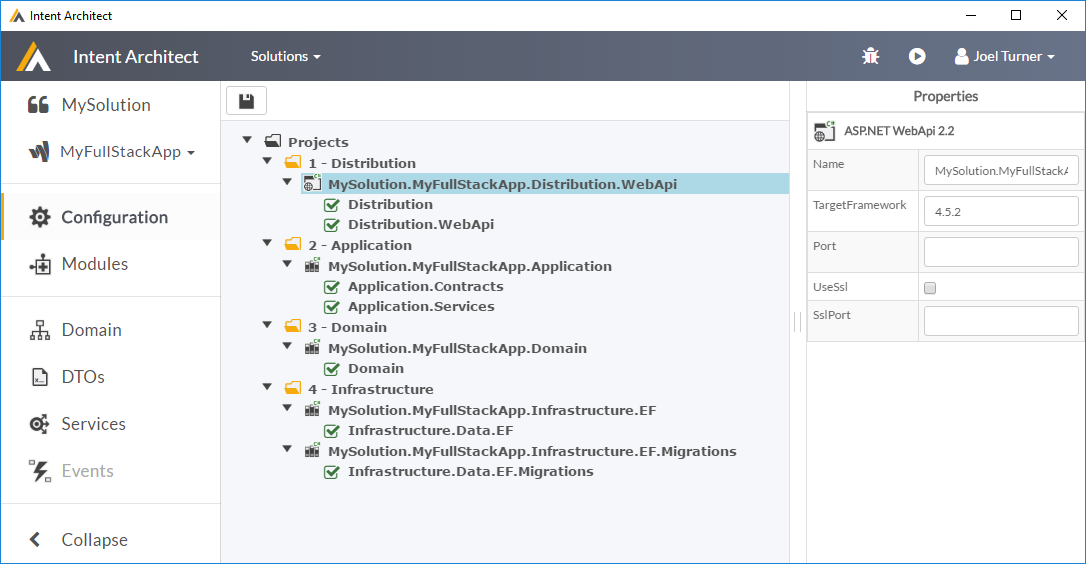 Intent Architect
Intent Architect
Solutions
Joel Turner
MySolution
MyFullStackApp
Configuration
Modules
Domain
DTOs
Services
Events
Collapse
Projects
1 - Distribution
MySolution.MyFullStackApp.Distribution.WebApi
Distribution
Distribution.WebApi
2 - Application
MySolution.MyFullStackApp.Application
Application.Contracts
Application.Services
3 - Domain
MySolution.MyFullStackApp.Domain
Domain
4 - Infrastructure
MySolution.MyFullStackApp.Infrastructure.EF
Infrastructure.Data.EF
MySolution.MyFullStackApp.Infrastructure.EF.Migrations
Infrastructure.Data.EF.Migrations
Properties
ASP.NET WebApi 2.2
Name MySolution.MyFullStackA
TargetFramework 4.5.2
Port
UseSsl
SslPort